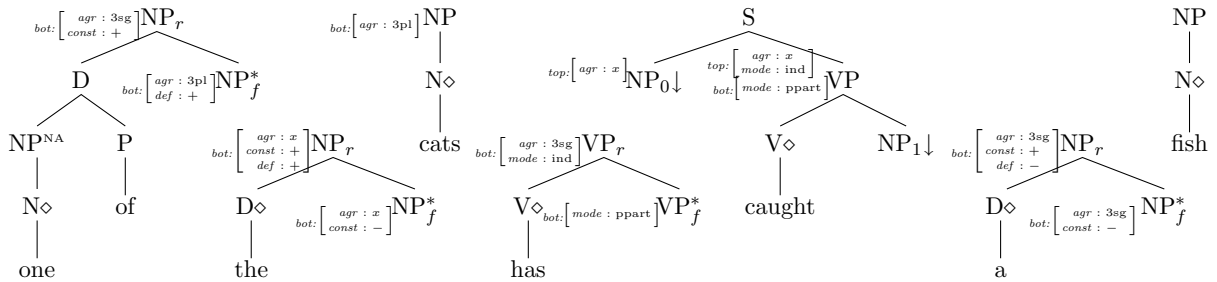 bot:[agr : 3sg const : +] NP_r bot:[agr : 3pl] NP S NP
D bot:[agr : 3pl def : +] NP*_f N◇ top:[agr : x] NP₀↓ top:[agr : x mode : ind] bot:[mode : ppart] VP N◇
NP^NA P bot:[agr : x const : + def : +] NP_r cats bot:[agr : 3sg mode : ind] VP_r V◇ NP₁↓ bot:[agr : 3sg const : + def : −] NP_r fish
N◇ of D◇ bot:[agr : x const : −] NP*_f V◇ bot:[mode : ppart] VP*_f caught D◇ bot:[agr : 3sg const : −] NP*_f
one the has a